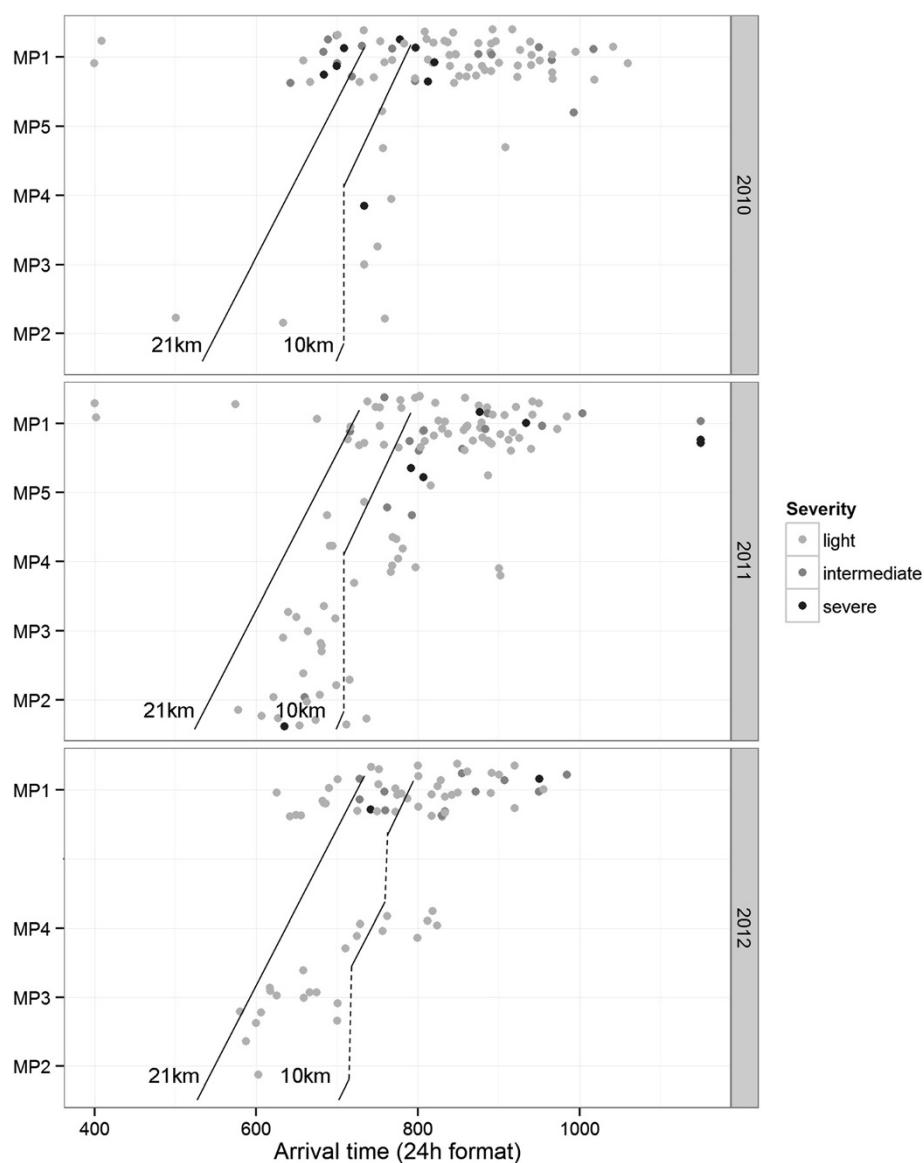 MP1
MP5
MP4
MP3
MP2
21km
10km
2010
MP1
MP5
MP4
MP3
MP2
21km
10km
2011
MP1
MP4
MP3
MP2
21km
10km
2012
400
600
800
1000
Arrival time (24h format)
Severity
light
intermediate
severe